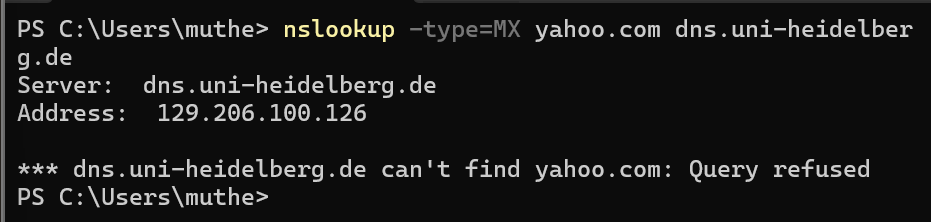 PS C:\Users\muthe> nslookup -type=MX yahoo.com dns.uni-heidelber
g.de
Server:  dns.uni-heidelberg.de
Address:  129.206.100.126
*** dns.uni-heidelberg.de can't find yahoo.com: Query refused
PS C:\Users\muthe>